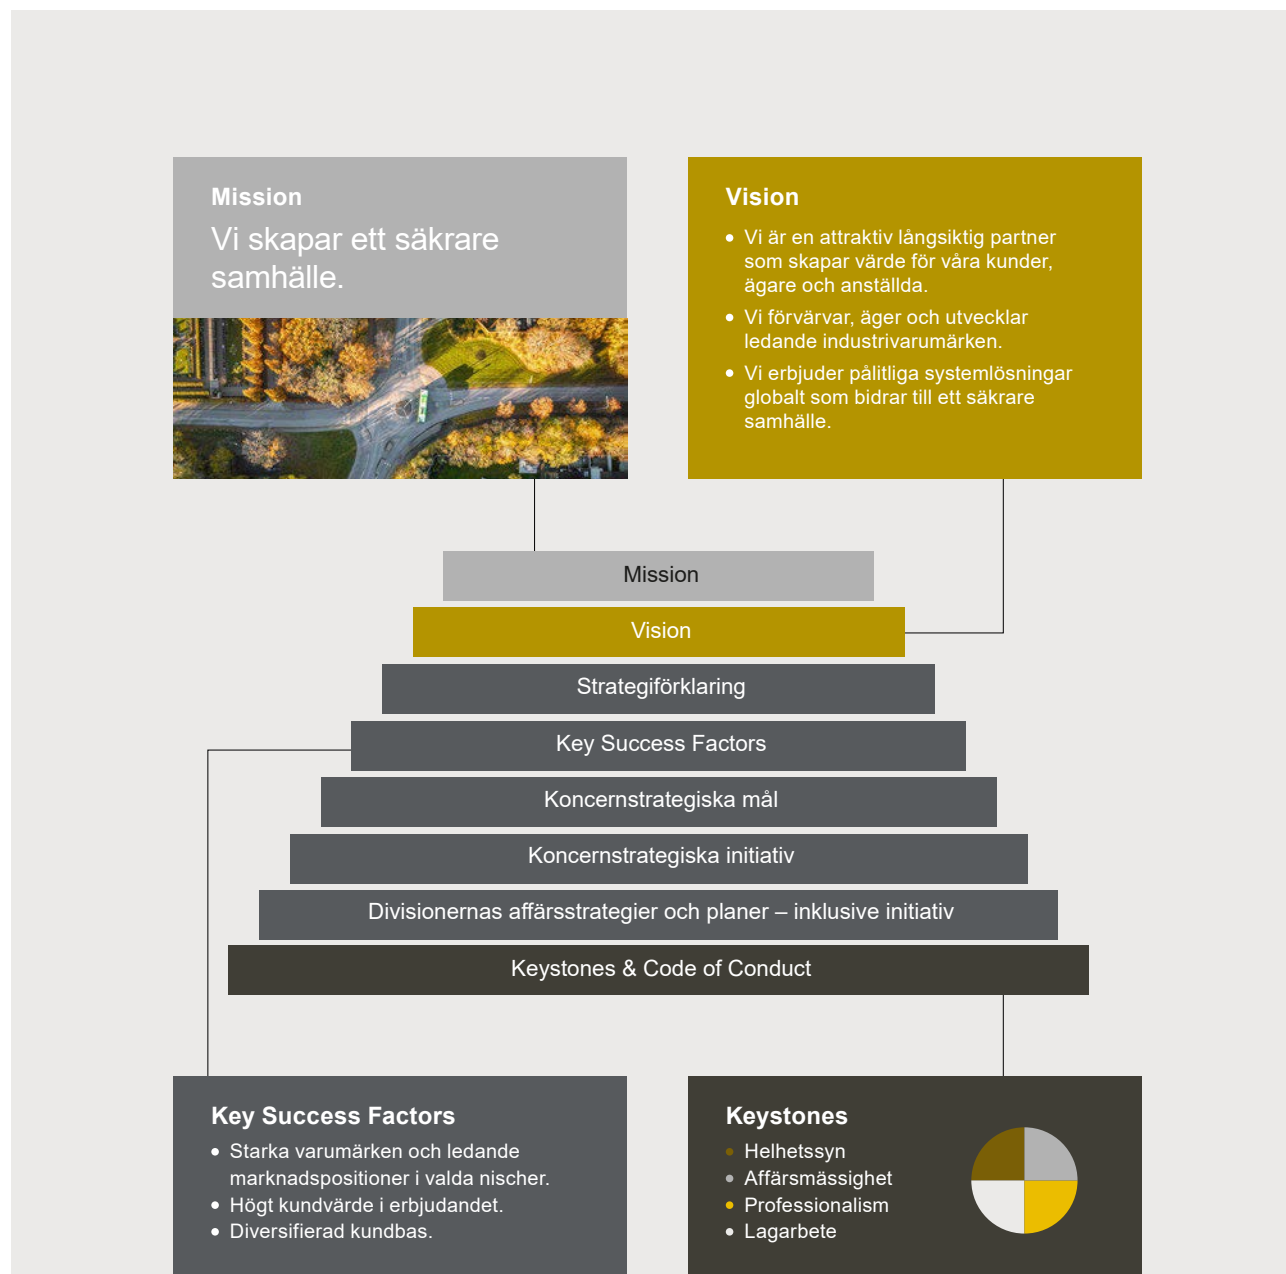 Mission
Vi skapar ett säkrare
samhälle.
Vision
• Vi är en attraktiv långsiktig partner
som skapar värde för våra kunder,
ägare och anställda.
• Vi förvärvar, äger och utvecklar
ledande industrivarumärken.
• Vi erbjuder pålitliga systemlösningar
globalt som bidrar till ett säkrare
samhälle.
Mission
Vision
Strategiförklaring
Key Success Factors
Koncernstrategiska mål
Koncernstrategiska initiativ
Divisionernas affärsstrategier och planer – inklusive initiativ
Keystones & Code of Conduct
Key Success Factors
• Starka varumärken och ledande
marknadspositioner i valda nischer.
• Högt kundvärde i erbjudandet.
• Diversifierad kundbas.
Keystones
• Helhetssyn
• Affärsmässighet
• Professionalism
• Lagarbete